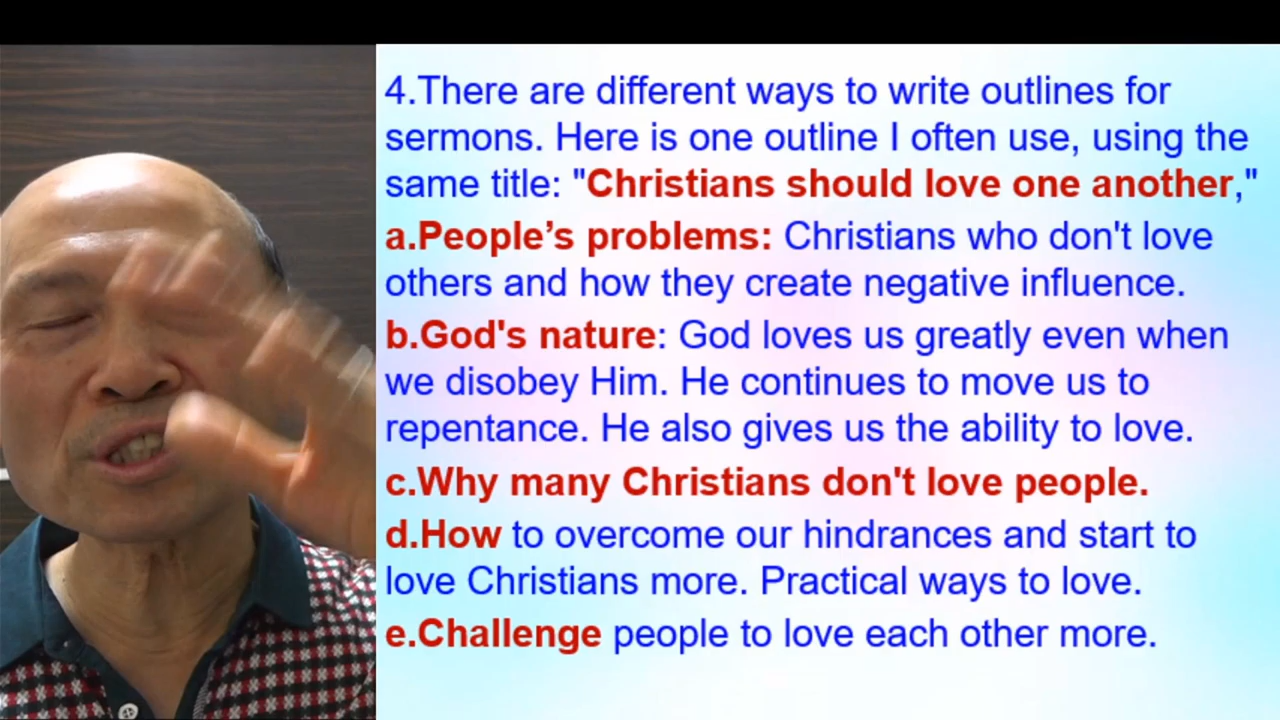 4.There are different ways to write outlines for
sermons. Here is one outline I often use, using the
same title: "Christians should love one another,"
a.People’s problems: Christians who don't love
others and how they create negative influence.
b.God's nature: God loves us greatly even when
we disobey Him. He continues to move us to
repentance. He also gives us the ability to love.
c.Why many Christians don't love people.
d.How to overcome our hindrances and start to
love Christians more. Practical ways to love.
e.Challenge people to love each other more.